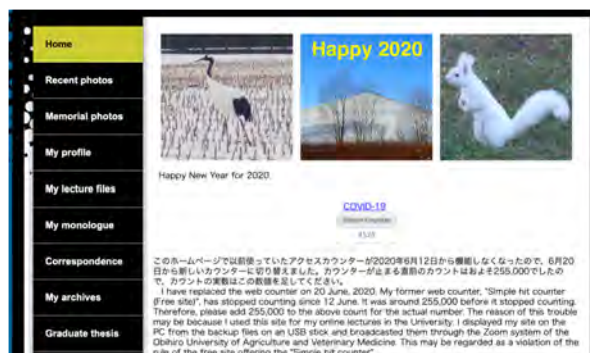 Home
Recent photos
Memorial photos
My profile
My lecture files
My monologue
Correspondence
My archives
Graduate thesis
Happy 2020
Happy New Year for 2020.
COVID-19
このホームページで以前使っていたアクセスカウンターが2020年6月12日から機能しなくなったので、6月20
日から新しいカウンターに切り替えました。カウンターが止まる直前のカウントはおよそ255,000でしたの
で、カウントの実数はこの数値を足してください。
I have replaced the web counter on 20 June, 2020. My former web counter, "Simple hit counter
(Free site)", has stopped counting since 12 June. It was around 255,000 before it stopped counting.
Therefore, please add 255,000 to the above count for the actual number. The reason of this trouble
may be because I used this site for my online lectures in the University. I displayed my site on the
PC from the backup files on an USB stick and broadcasted them through the Zoom system of the
Obihiro University of Agriculture and Veterinary Medicine. This may be regarded as a violation of the
rule of the free site offering the "Simple hit counter".